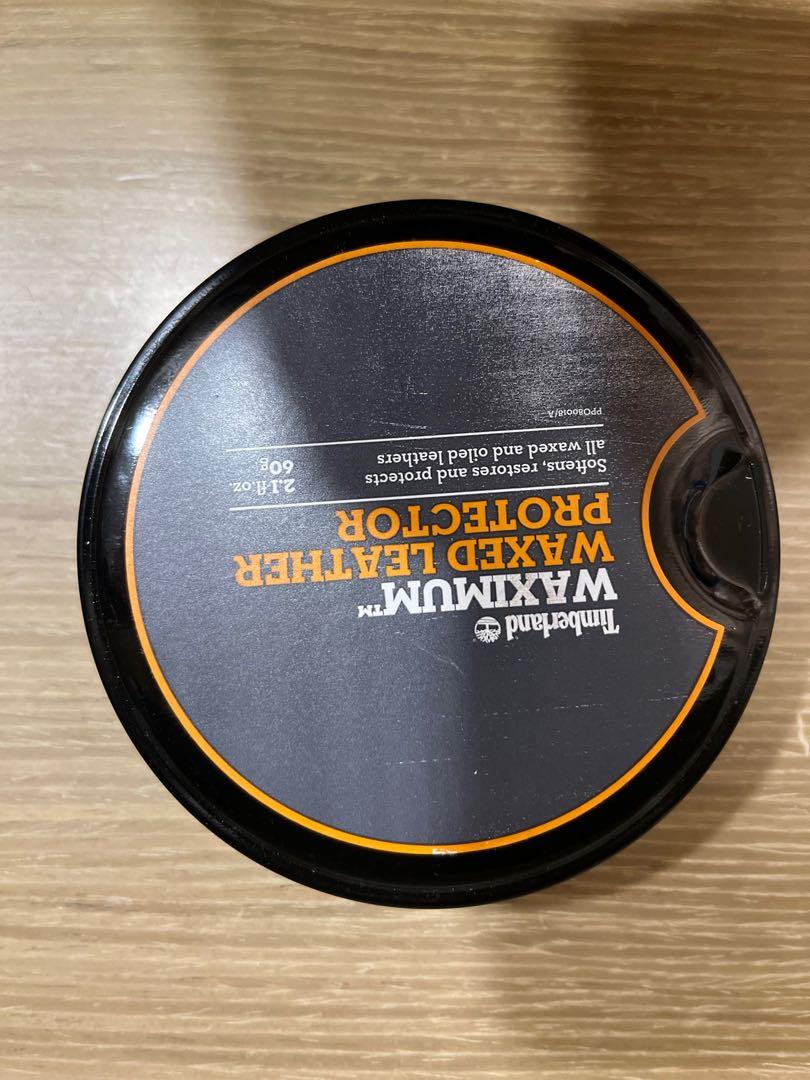 Timberland
WAXIMUM™
WAXED LEATHER
PROTECTOR
Softens, restores and protects
all waxed and oiled leathers
2.1 fl.oz.
60g
PPO80018/A